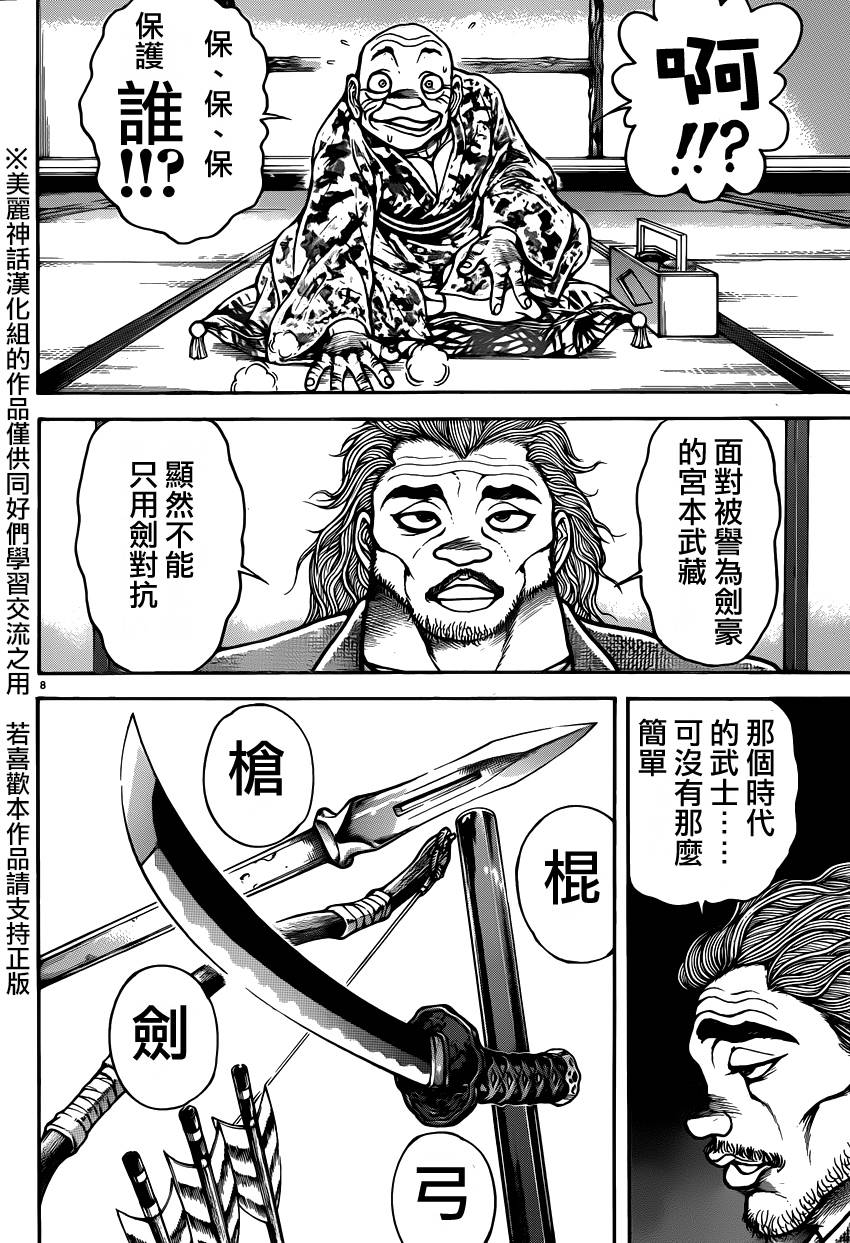 啊!!?
保、保、保
保護
誰!!?
面對被譽為劍豪
的宮本武藏
顯然不能
只用劍對抗
8
那個時代
的武士……
可沒有那麼
簡單
槍
棍
劍
弓
※美麗神話漢化組的作品僅供同好們學習交流之用 若喜歡本作品請支持正版